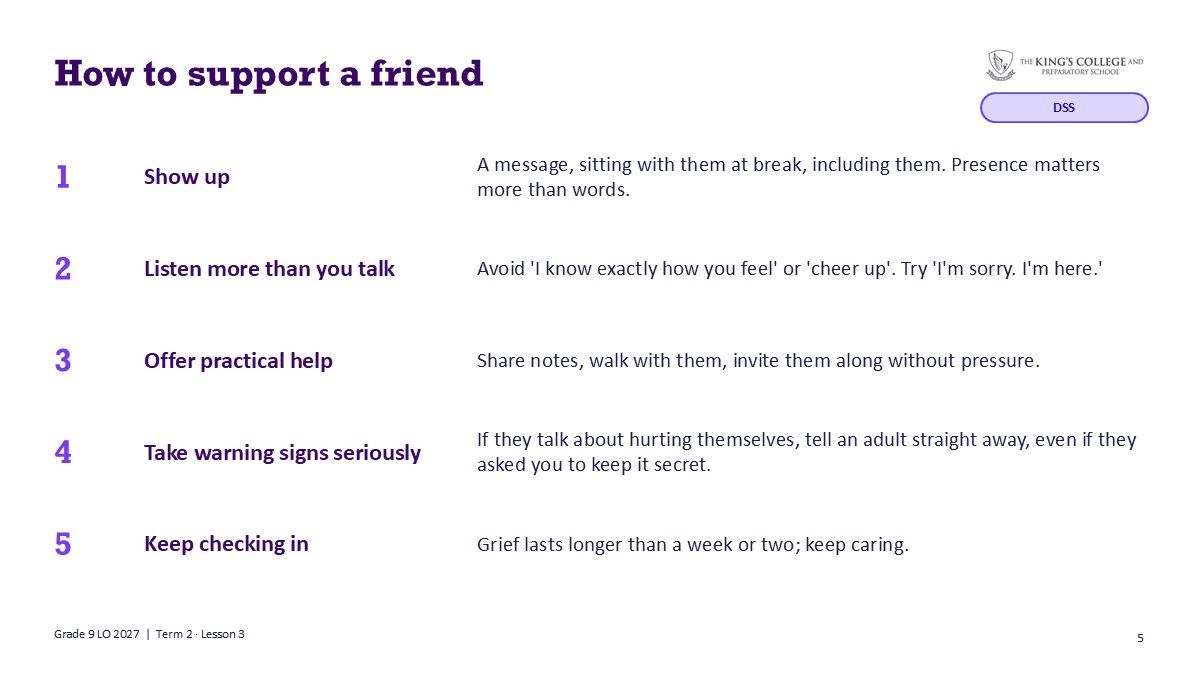 How to support a friend
THE KING'S COLLEGE AND
PREPARATORY SCHOOL
DSS
1
Show up
A message, sitting with them at break, including them. Presence matters
more than words.
2
Listen more than you talk
Avoid 'I know exactly how you feel' or 'cheer up'. Try 'I'm sorry. I'm here.'
3
Offer practical help
Share notes, walk with them, invite them along without pressure.
4
Take warning signs seriously
If they talk about hurting themselves, tell an adult straight away, even if they
asked you to keep it secret.
5
Keep checking in
Grief lasts longer than a week or two; keep caring.
Grade 9 LO 2027 | Term 2 · Lesson 3
5